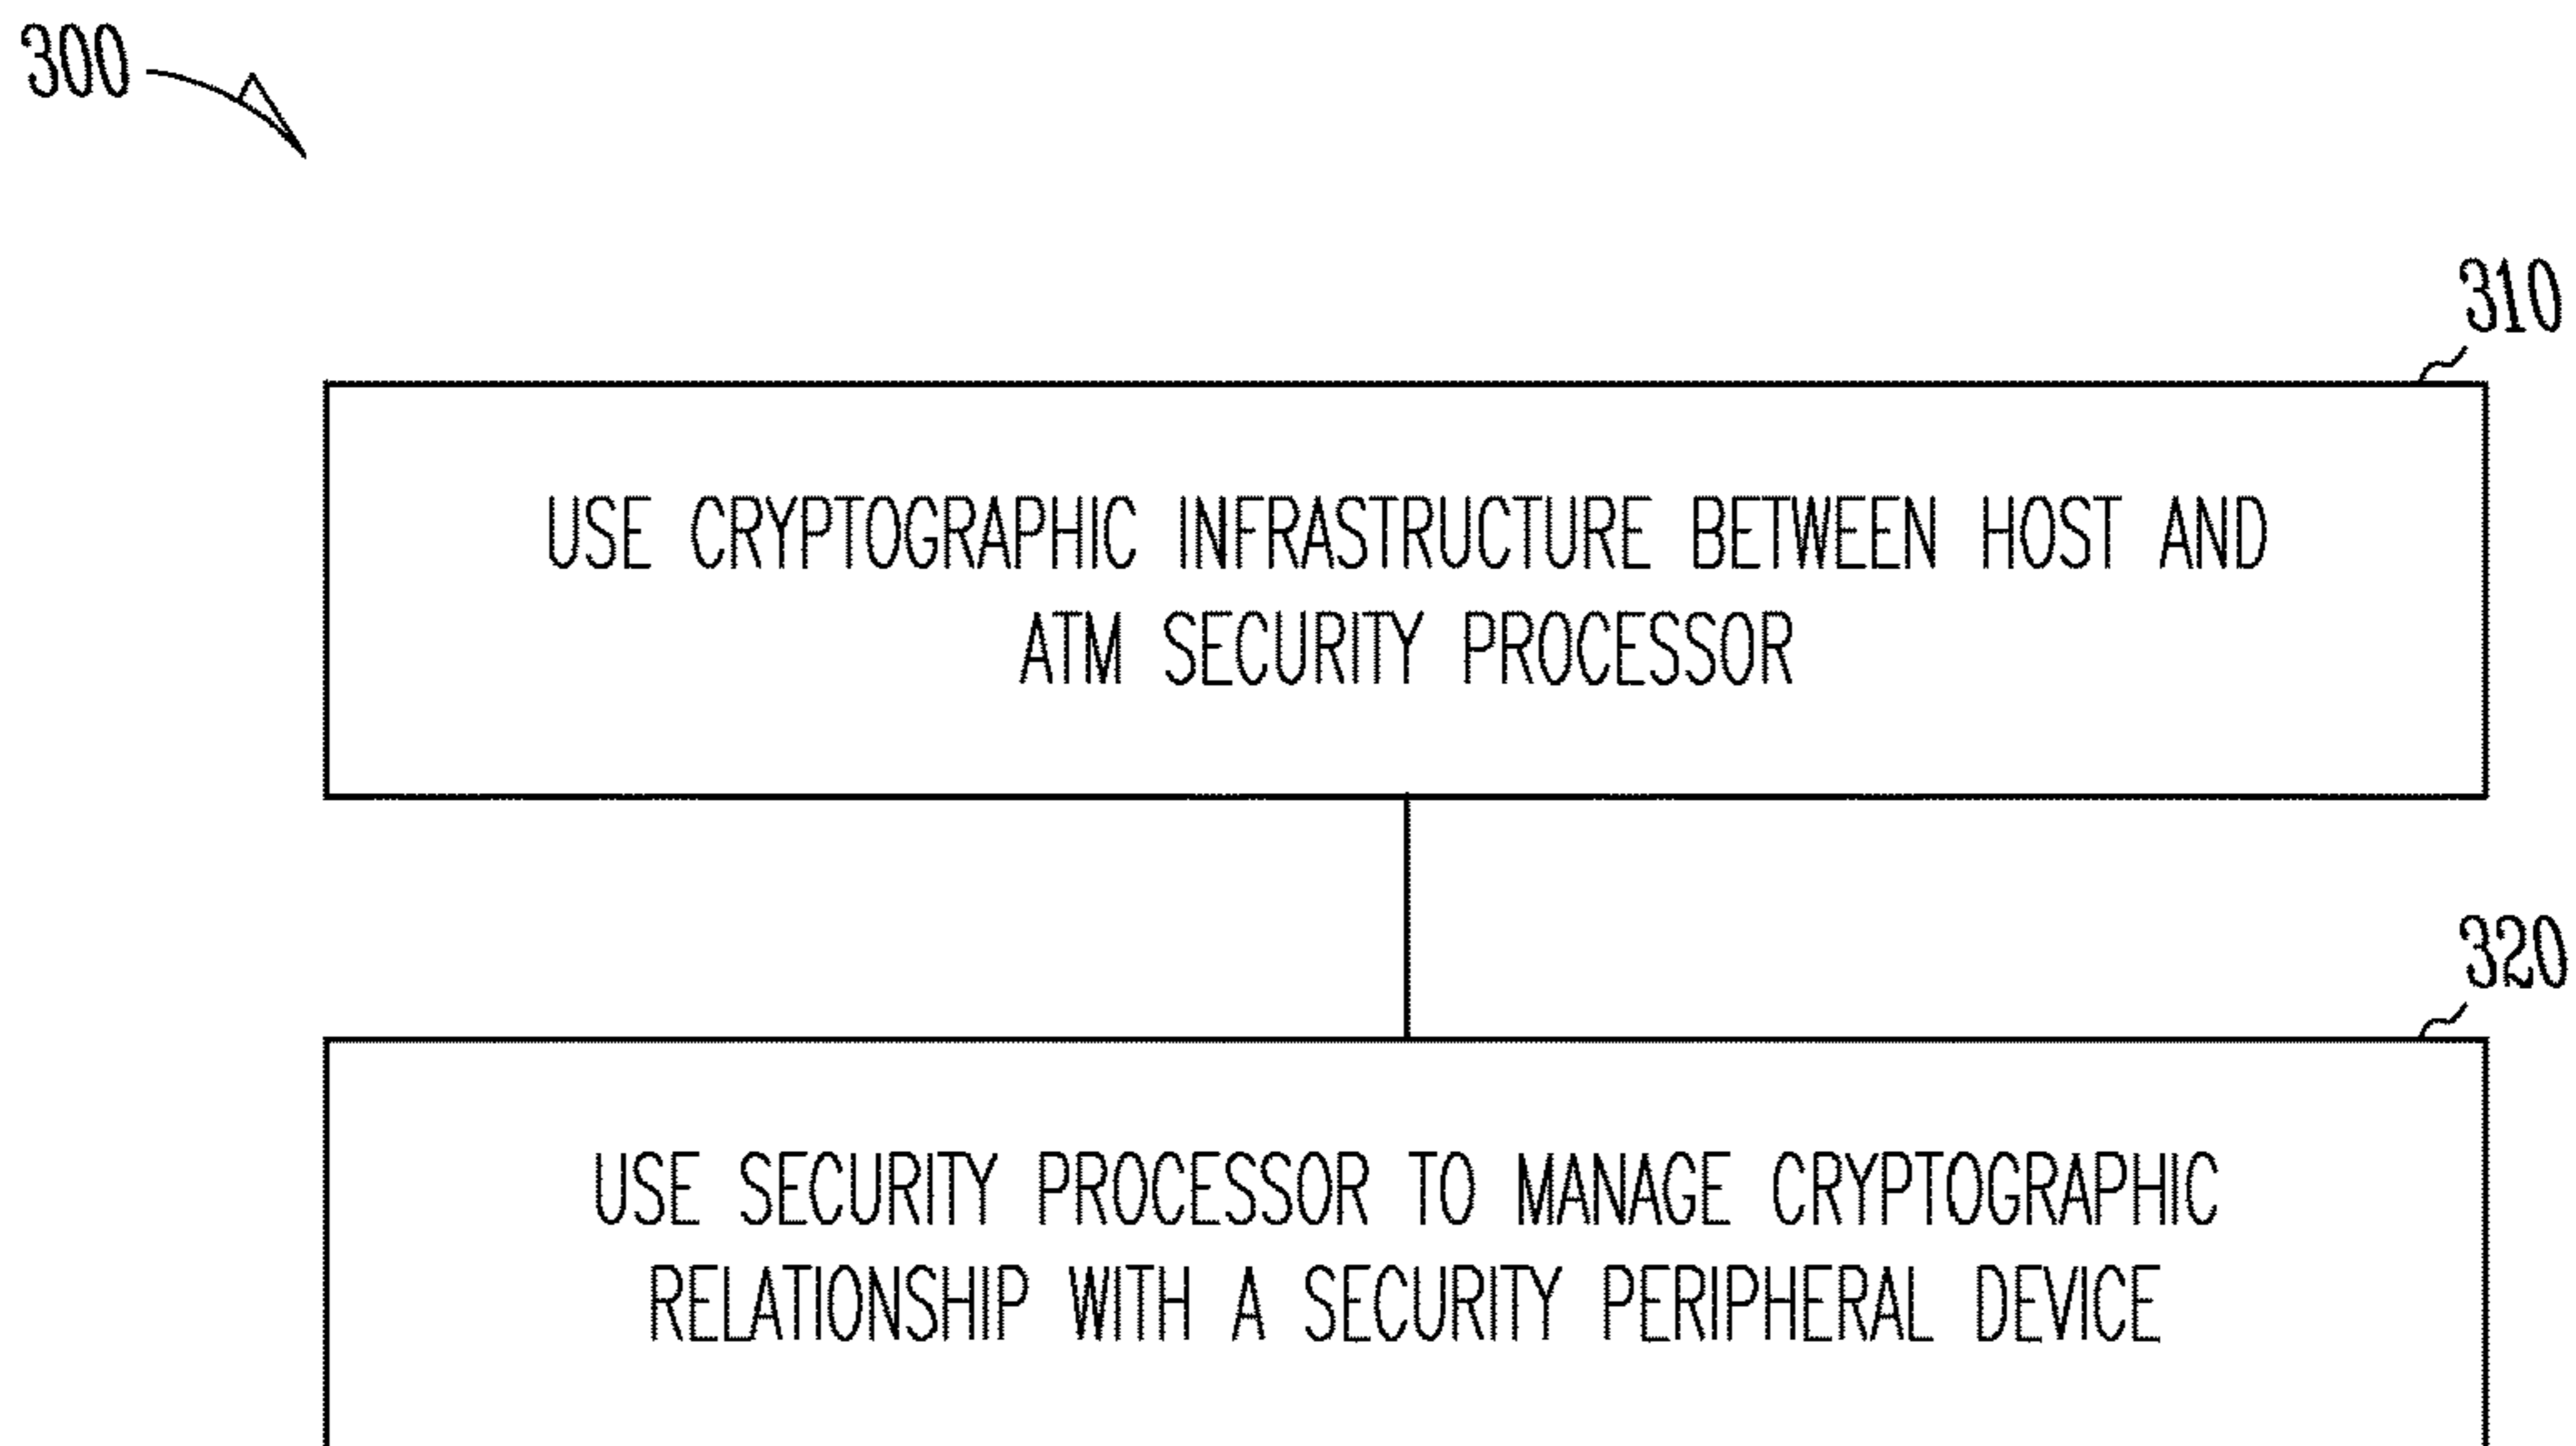 300
310
USE CRYPTOGRAPHIC INFRASTRUCTURE BETWEEN HOST AND
ATM SECURITY PROCESSOR
320
USE SECURITY PROCESSOR TO MANAGE CRYPTOGRAPHIC
RELATIONSHIP WITH A SECURITY PERIPHERAL DEVICE